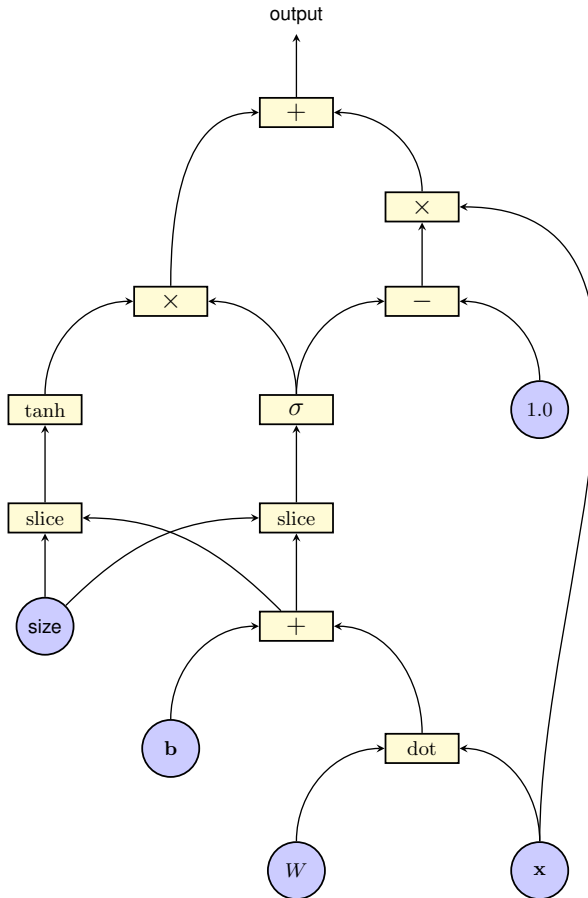 output
+
×
× −
tanh σ 1.0
slice slice
size +
b dot
W x